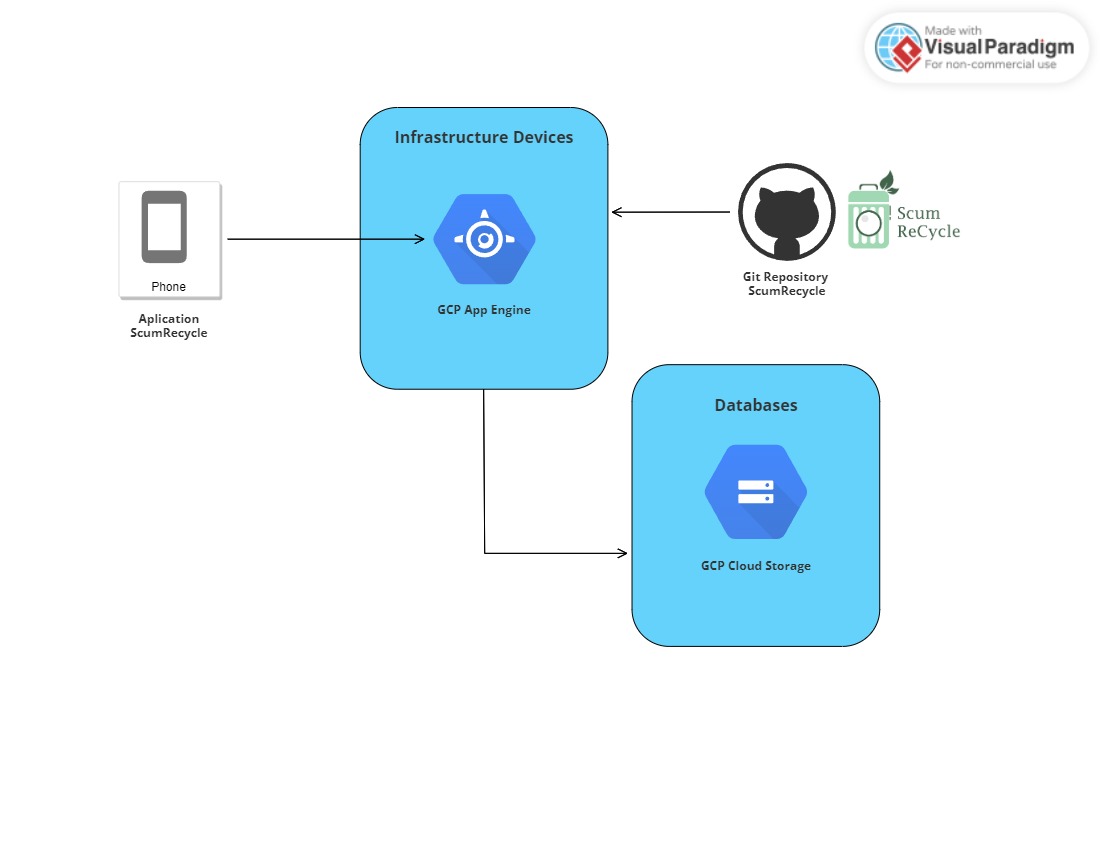 Made with
Visual Paradigm
For non-commercial use
Infrastructure Devices
GCP App Engine
Phone
Aplication
ScumRecycle
Git Repository
ScumRecycle
Scum
ReCycle
Databases
GCP Cloud Storage